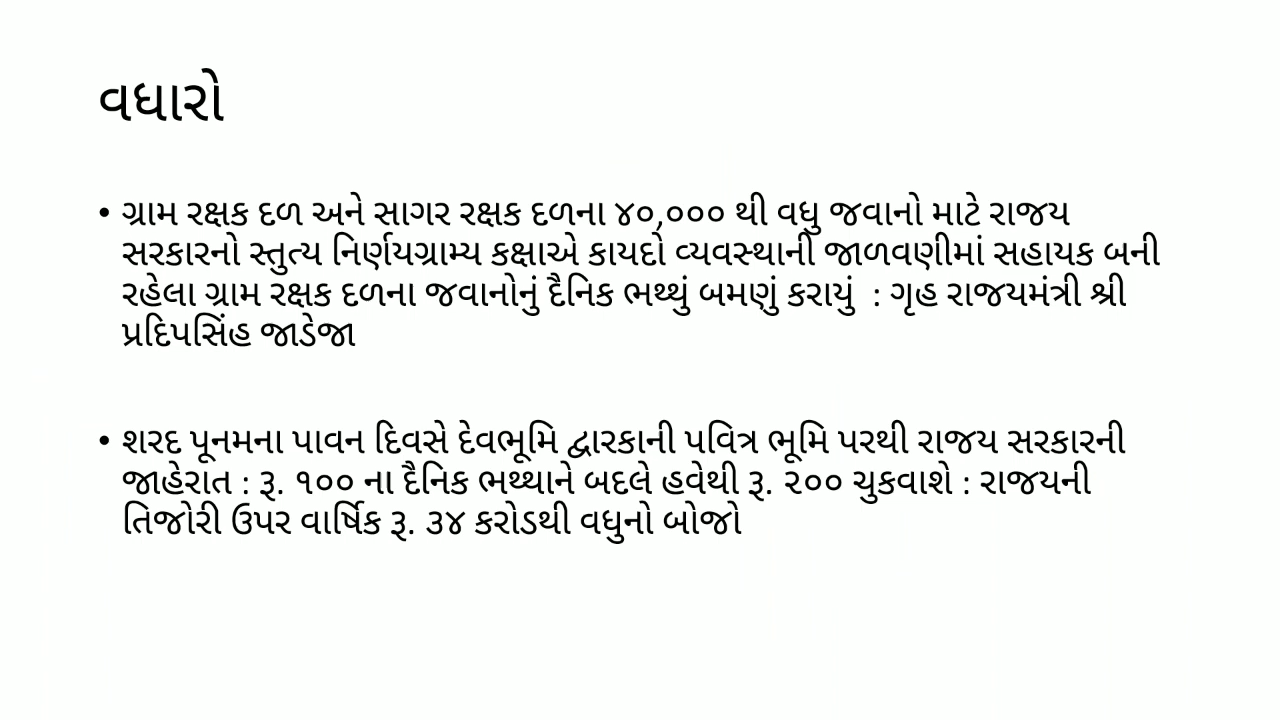 વધારો
• ગ્રામ રક્ષક દળ અને સાગર રક્ષક દળના ૪૦,૦૦૦ થી વધુ જવાનો માટે રાજય
સરકારનો સ્તુત્ય નિર્ણયગ્રામ્ય કક્ષાએ કાયદો વ્યવસ્થાની જાળવણીમાં સહાયક બની
રહેલા ગ્રામ રક્ષક દળના જવાનોનું દૈનિક ભથ્થું બમણું કરાયું : ગૃહ રાજયમંત્રી શ્રી
પ્રદિપસિંહ જાડેજા
• શરદ પૂનમના પાવન દિવસે દેવભૂમિ દ્વારકાની પવિત્ર ભૂમિ પરથી રાજય સરકારની
જાહેરાત : રૂ. ૧૦૦ ના દૈનિક ભથ્થાને બદલે હવેથી રૂ. ૨૦૦ ચુકવાશે : રાજયની
તિજોરી ઉપર વાર્ષિક રૂ. ૩૪ કરોડથી વધુનો બોજો